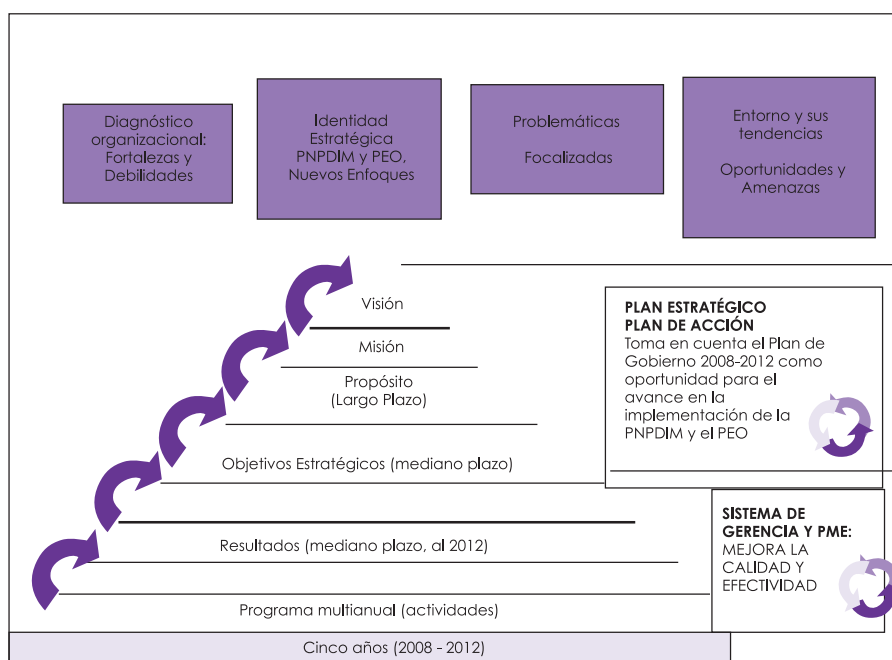 Diagnóstico
organizacional:
Fortalezas y
Debilidades
Identidad
Estratégica
PNPDIM y PEO,
Nuevos Enfoques
Problemáticas
Focalizadas
Entorno y sus
tendencias
Oportunidades y
Amenazas
Visión
Misión
Propósito
(Largo Plazo)
Objetivos Estratégicos (mediano plazo)
Resultados (mediano plazo, al 2012)
Programa multianual (actividades)
Cinco años (2008 - 2012)
PLAN ESTRATÉGICO
PLAN DE ACCIÓN
Toma en cuenta el Plan de
Gobierno 2008-2012 como
oportunidad para el
avance en la
implementación de la
PNPDIM y el PEO
SISTEMA DE
GERENCIA Y PME:
MEJORA LA
CALIDAD Y
EFECTIVIDAD